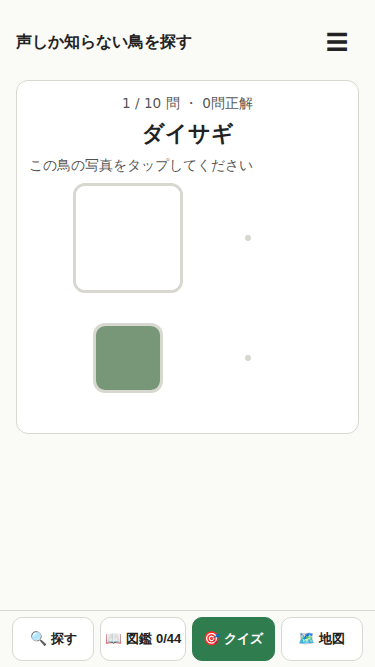 声しか知らない鳥を探す
☰
1 / 10 問 · 0問正解
ダイサギ
この鳥の写真をタップしてください
🔍 探す
📖 図鑑 0/44
🎯 クイズ
🗺️ 地図